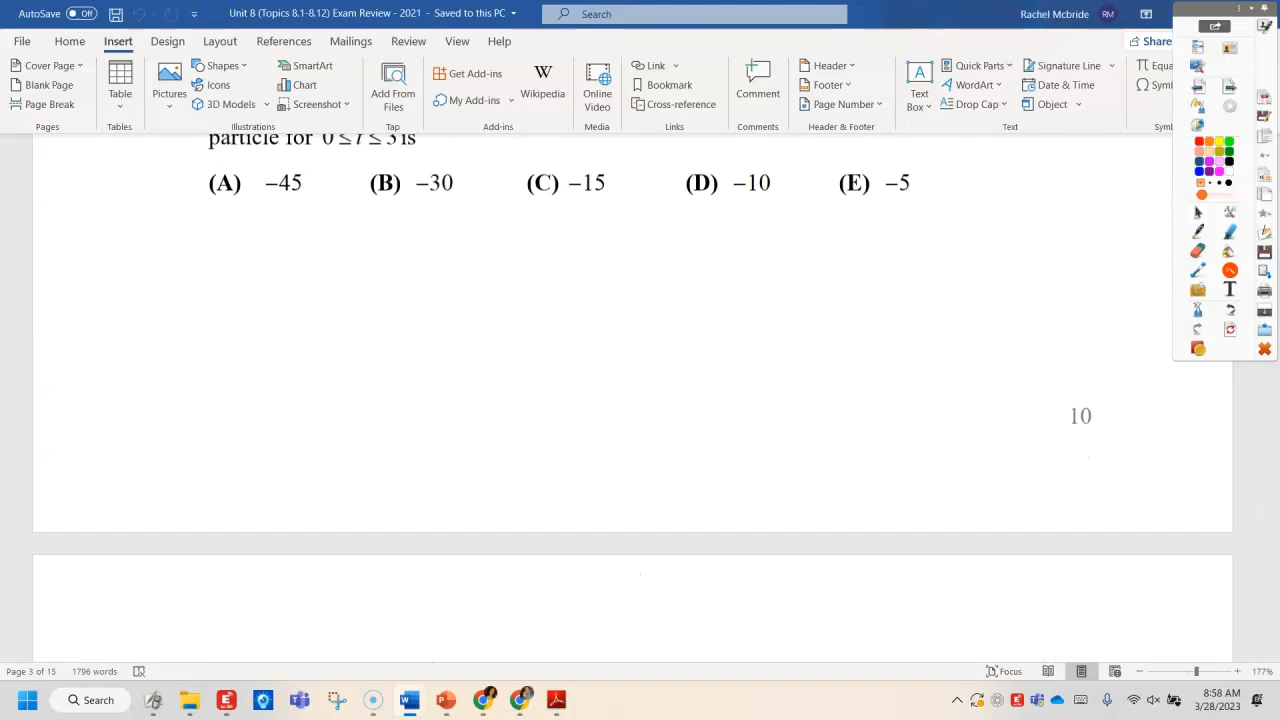 AutoSave Off Unit 8 (Particles 8.1-8.12) Exam Review - 2021 - Saved to this PC Search Rachel Mcbride RM
File Home Insert Design Layout References Mailings Review View Share
Cover Page
Blank Page
Page Break
Pages
Table
Tables
Pictures
Shapes
Icons
3D Models
SmartArt
Chart
Screenshot
Illustrations
Add From
Files
Tap
Get Add-ins
My Add-ins
Wikipedia
Add-ins
Online
Video
Media
Link
Bookmark
Cross-reference
Links
Comment
Comments
Header
Footer
Page Number
Header & Footer
Text
Box
Quick Parts
WordArt
Drop Cap
Signature Line
Date & Time
Object
Text
particle for 0 ≤ t ≤ 5 is
(A) −45 (B) −30 (C) −15 (D) −10 (E) −5
10
Page 3 of 15 1796 words Focus 177%
Search
8:58 AM
3/28/2023